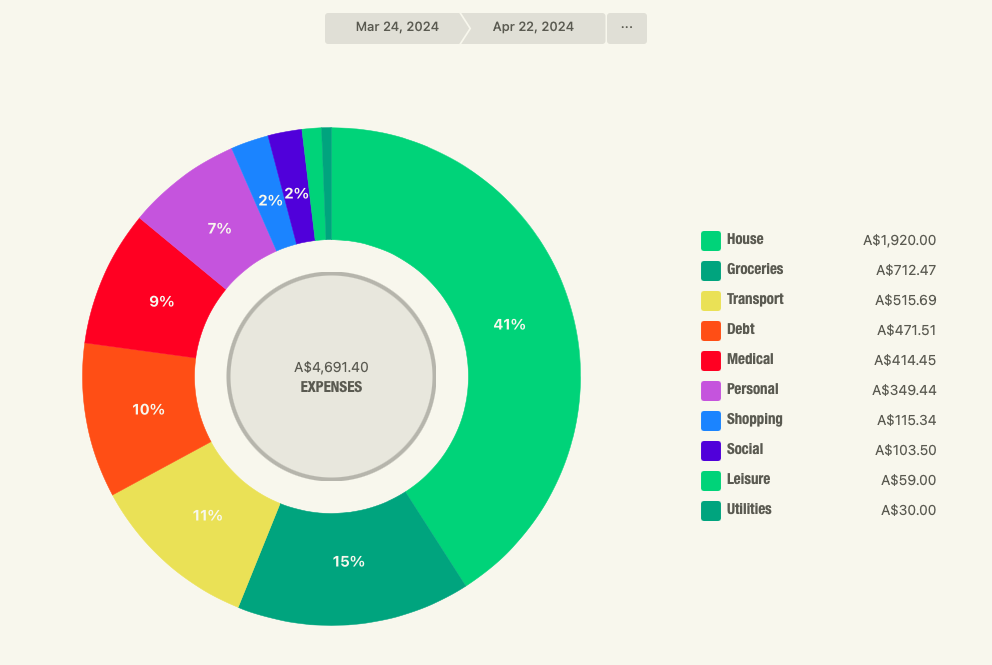 Mar 24, 2024 Apr 22, 2024 ...
2% 2%
7%
9%
41%
10%
11%
15%
A$4,691.40
EXPENSES
House A$1,920.00
Groceries A$712.47
Transport A$515.69
Debt A$471.51
Medical A$414.45
Personal A$349.44
Shopping A$115.34
Social A$103.50
Leisure A$59.00
Utilities A$30.00